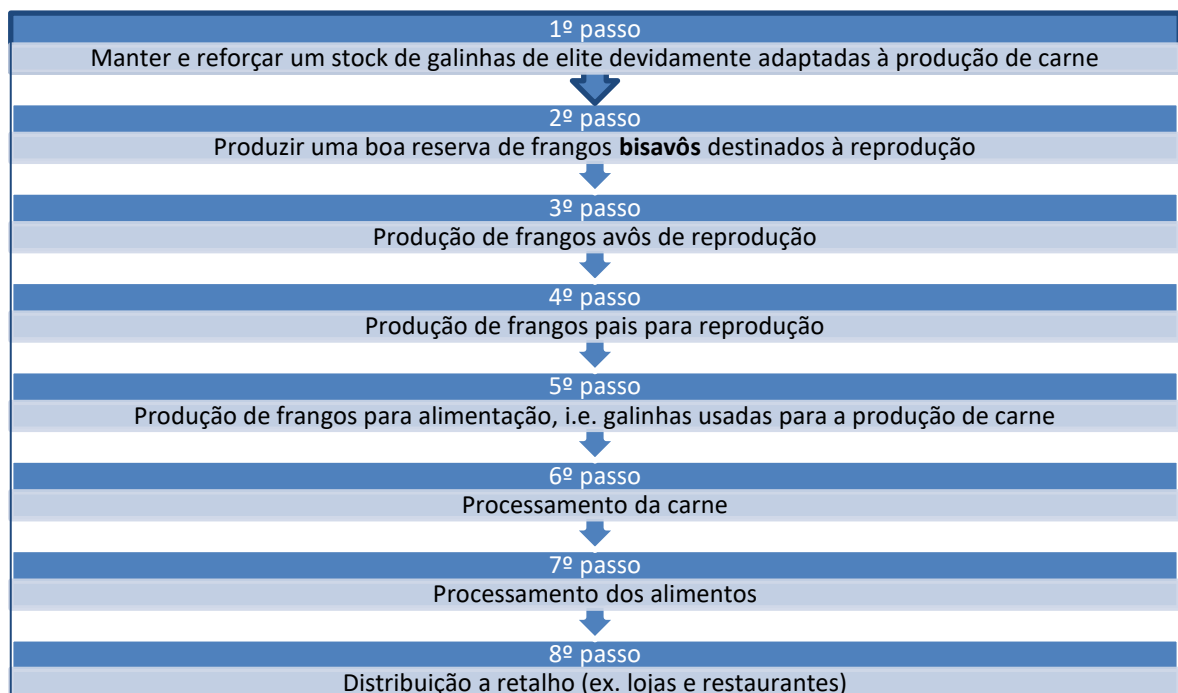 1º passo
Manter e reforçar um stock de galinhas de elite devidamente adaptadas à produção de carne
2º passo
Produzir uma boa reserva de frangos bisavôs destinados à reprodução
3º passo
Produção de frangos avôs de reprodução
4º passo
Produção de frangos pais para reprodução
5º passo
Produção de frangos para alimentação, i.e. galinhas usadas para a produção de carne
6º passo
Processamento da carne
7º passo
Processamento dos alimentos
8º passo
Distribuição a retalho (ex. lojas e restaurantes)